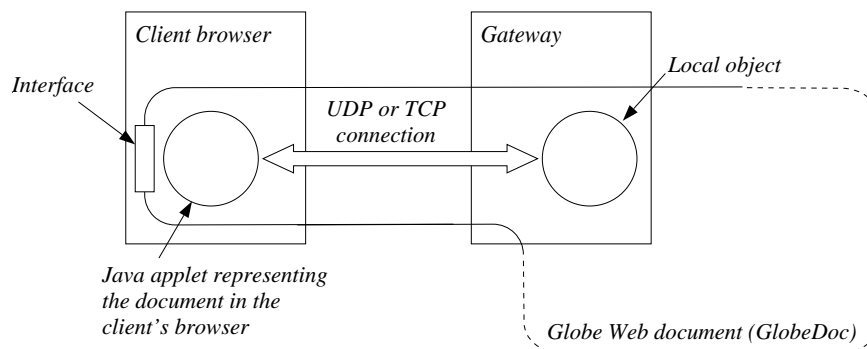 Client browser
Gateway
Interface
Local object
UDP or TCP
connection
Java applet representing
the document in the
client's browser
Globe Web document (GlobeDoc)